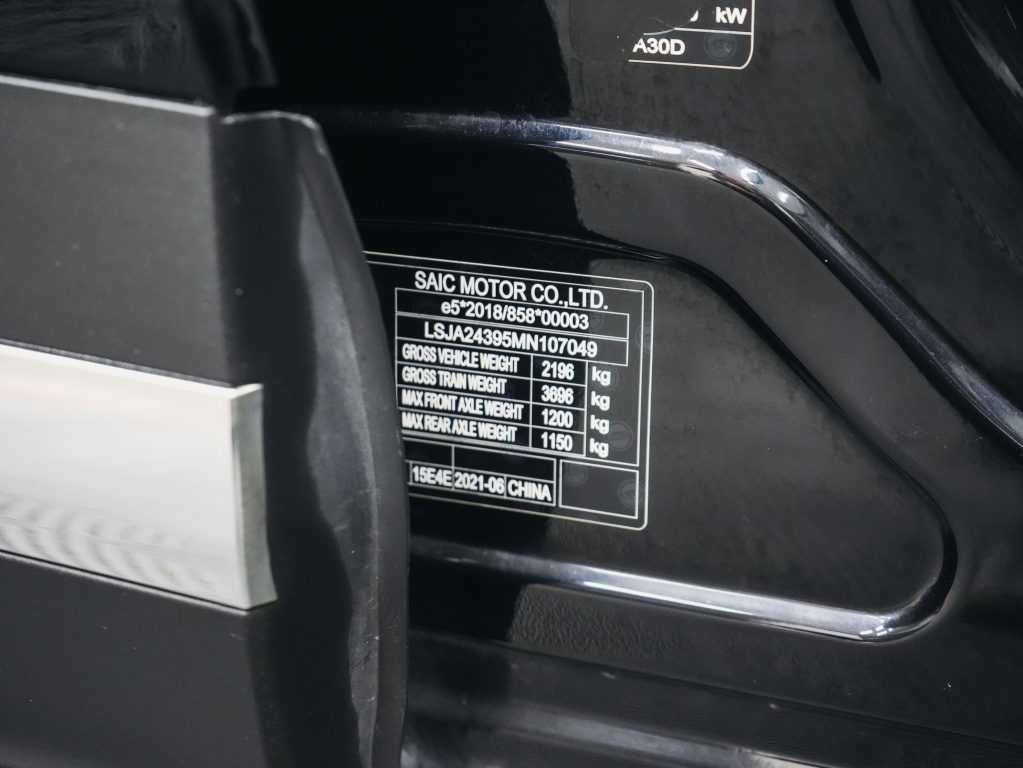 kW
A30D
SAIC MOTOR CO.,LTD.
e5*2018/858*00003
LSJA24395MN107049
GROSS VEHICLE WEIGHT 2196 kg
GROSS TRAIN WEIGHT 3696 kg
MAX FRONT AXLE WEIGHT 1200 kg
MAX REAR AXLE WEIGHT 1150 kg
15E4E 2021-06 CHINA